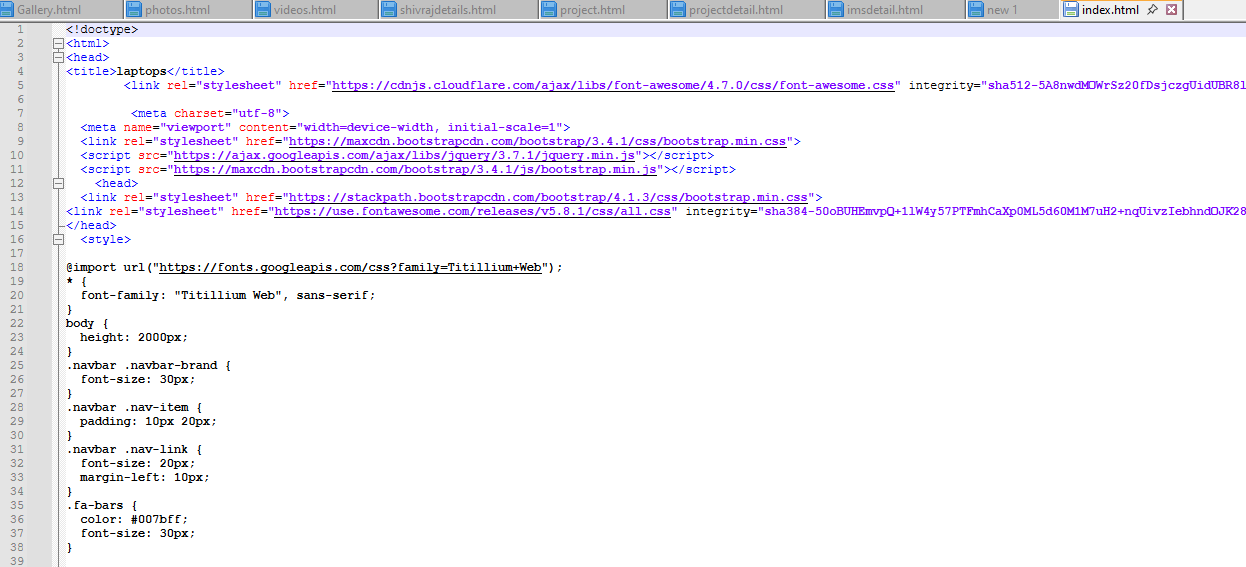 Gallery.html photos.html videos.html shivrajdetails.html project.html projectdetail.html imsdetail.html new 1 index.html
1 <!doctype>
2 <html>
3 <head>
4 <title>laptops</title>
5 <link rel="stylesheet" href="https://cdnjs.cloudflare.com/ajax/libs/font-awesome/4.7.0/css/font-awesome.css" integrity="sha512-5A8nwdMOWrSz20fDsjczgUidUBR8l
6
7 <meta charset="utf-8">
8 <meta name="viewport" content="width=device-width, initial-scale=1">
9 <link rel="stylesheet" href="https://maxcdn.bootstrapcdn.com/bootstrap/3.4.1/css/bootstrap.min.css">
10 <script src="https://ajax.googleapis.com/ajax/libs/jquery/3.7.1/jquery.min.js"></script>
11 <script src="https://maxcdn.bootstrapcdn.com/bootstrap/3.4.1/js/bootstrap.min.js"></script>
12 <head>
13 <link rel="stylesheet" href="https://stackpath.bootstrapcdn.com/bootstrap/4.1.3/css/bootstrap.min.css">
14 <link rel="stylesheet" href="https://use.fontawesome.com/releases/v5.8.1/css/all.css" integrity="sha384-50oBUHEmvpQ+1lW4y57PTFmhCaXp0ML5d60M1M7uH2+nqUivzIebhndOJK28
15 </head>
16 <style>
17
18 @import url("https://fonts.googleapis.com/css?family=Titillium+Web");
19 * {
20 font-family: "Titillium Web", sans-serif;
21 }
22 body {
23 height: 2000px;
24 }
25 .navbar .navbar-brand {
26 font-size: 30px;
27 }
28 .navbar .nav-item {
29 padding: 10px 20px;
30 }
31 .navbar .nav-link {
32 font-size: 20px;
33 margin-left: 10px;
34 }
35 .fa-bars {
36 color: #007bff;
37 font-size: 30px;
38 }
39